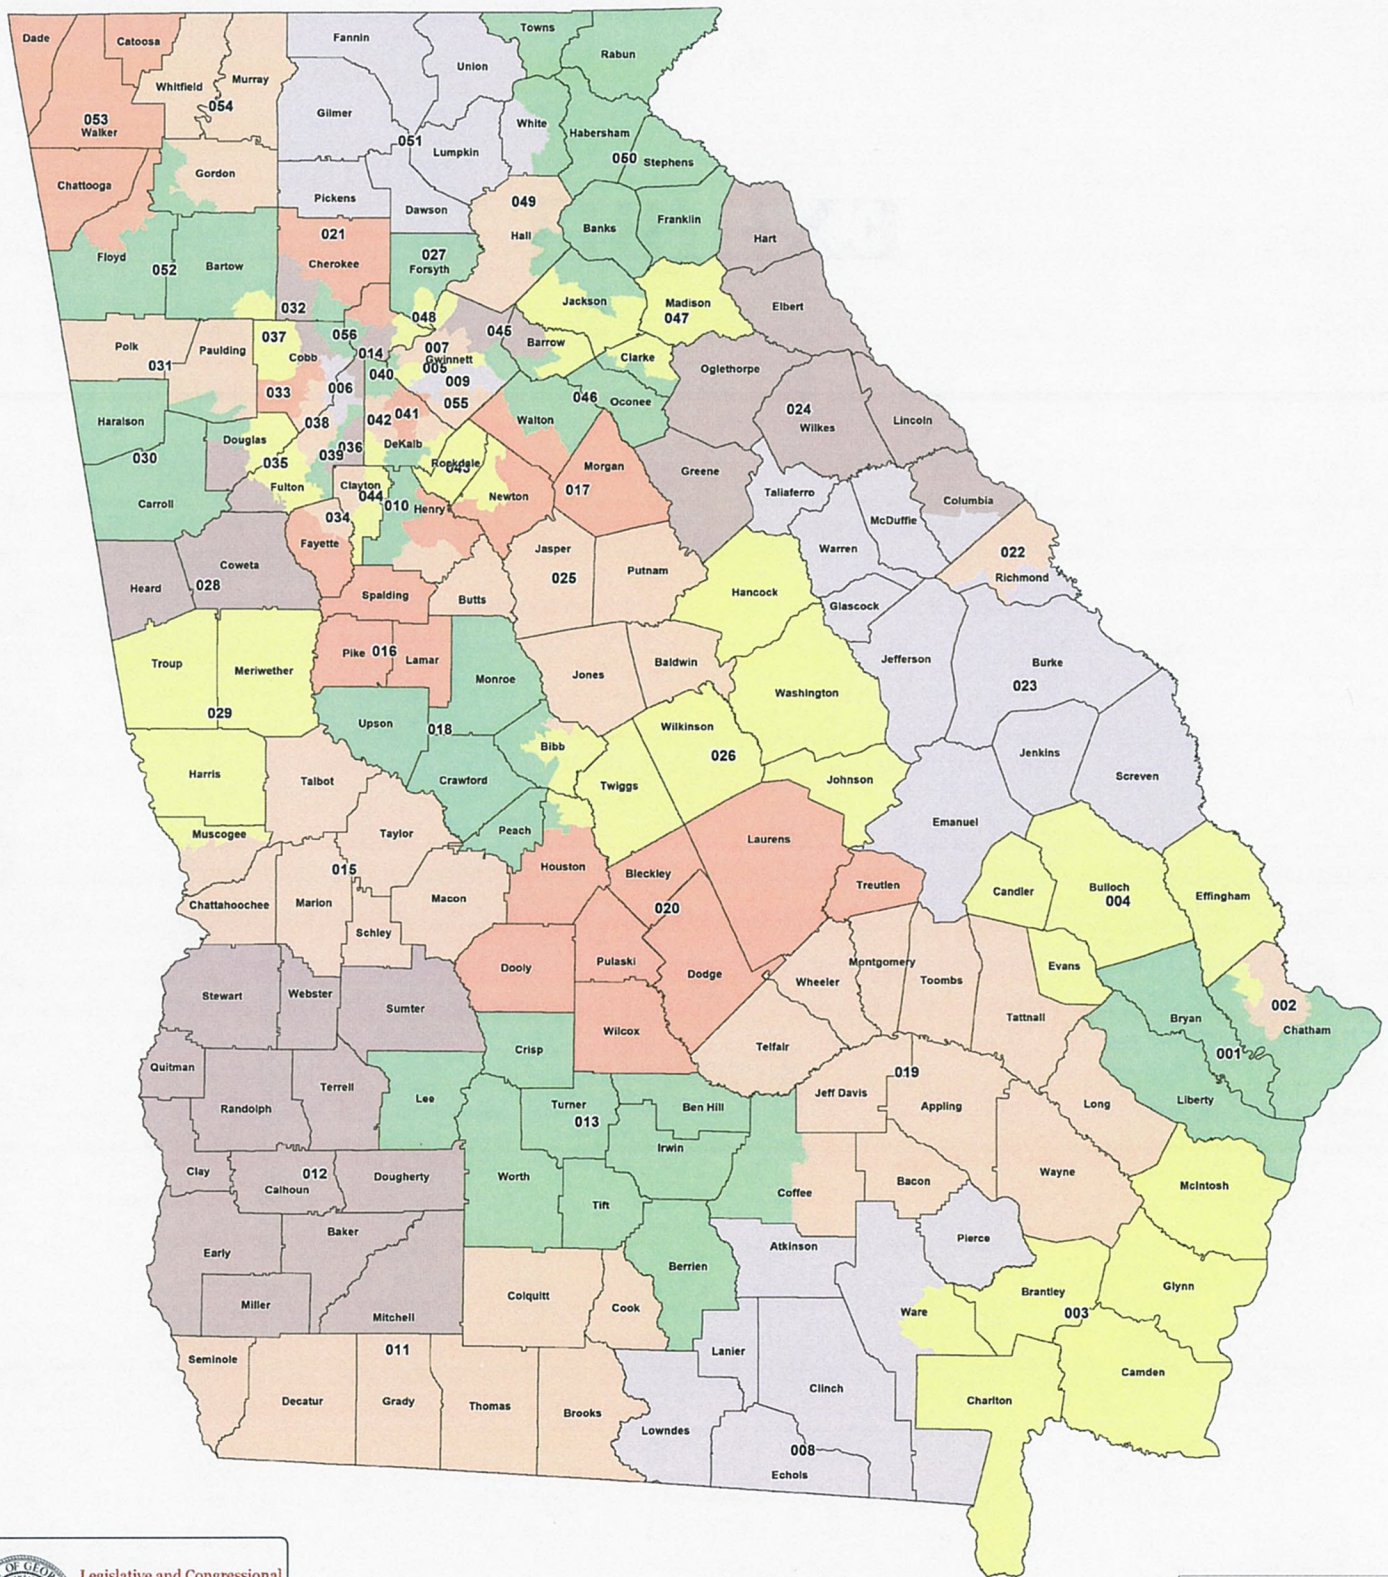 Dade
Catoosa
Fannin
Towns
Rabun
Union
Whitfield
Murray
054
053
Walker
Gilmer
White
Habersham
051
Lumpkin
050
Stephens
Chattooga
Gordon
Pickens
Dawson
049
Hall
Banks
Franklin
Hart
021
Cherokee
027
Forsyth
Floyd
052
Bartow
032
Jackson
Madison
047
Elbert
037
056
048
045
Barrow
Polk
031
Paulding
Cobb
014
007
Gwinnett
005
Clarke
040
009
Oglethorpe
033
006
055
046
Oconee
024
Wilkes
Lincoln
Haralson
038
042
041
Walton
Douglas
036
DeKalb
030
035
039
Rockdale
043
Morgan
Greene
Fulton
Clayton
044
Newton
017
Taliaferro
Columbia
Carroll
034
010
Henry
McDuffie
Fayette
Jasper
Warren
022
Richmond
Heard
028
Coweta
025
Putnam
Spalding
Butts
Hancock
Glascock
Pike
016
Lamar
Jefferson
Burke
023
Troup
Meriwether
Monroe
Jones
Baldwin
Washington
029
Upson
018
Wilkinson
026
Bibb
Jenkins
Harris
Talbot
Crawford
Twiggs
Johnson
Screven
Muscogee
Taylor
Peach
Laurens
Emanuel
015
Houston
Bleckley
Treutlen
Candler
Bulloch
004
Effingham
Chattahoochee
Marion
Macon
020
Schley
Dooly
Pulaski
Dodge
Wheeler
Montgomery
Toombs
Evans
Stewart
Webster
Sumter
002
Chatham
Wilcox
Tattnall
Bryan
Crisp
Telfair
001
Quitman
Terrell
019
Randolph
Lee
Turner
013
Ben Hill
Jeff Davis
Appling
Long
Liberty
Irwin
Clay
012
Calhoun
Dougherty
Worth
Tift
Coffee
Bacon
Wayne
McIntosh
Early
Baker
Atkinson
Pierce
Berrien
Miller
Mitchell
Colquitt
Cook
Ware
Brantley
003
Glynn
Seminole
011
Lanier
Camden
Decatur
Grady
Thomas
Brooks
Clinch
Charlton
Lowndes
008
Echols
OF GEOR
Legislative and Congressional